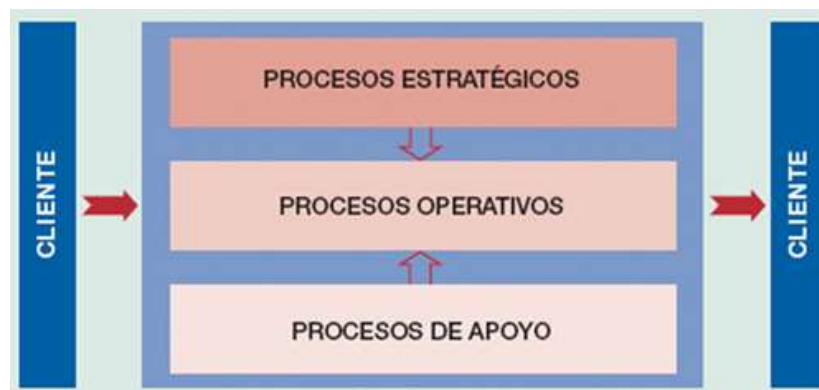 CLIENTE
PROCESOS ESTRATÉGICOS
PROCESOS OPERATIVOS
PROCESOS DE APOYO
CLIENTE